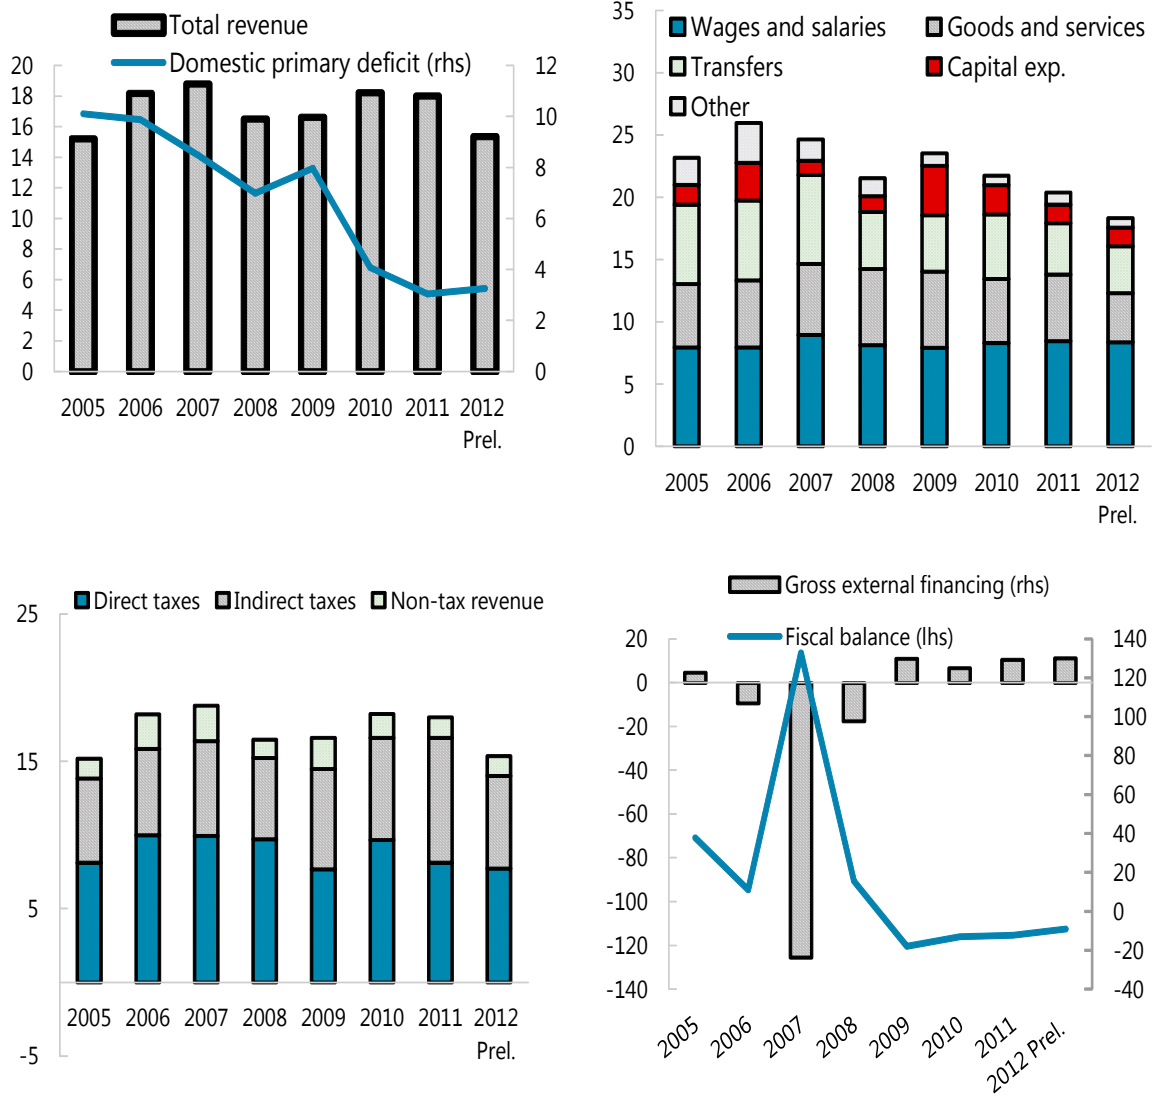 Total revenue
Domestic primary deficit (rhs)
20 12
18
16 10
14
12 8
10 6
8
6 4
4 2
2
0 0
2005 2006 2007 2008 2009 2010 2011 2012
Prel.
35
Wages and salaries Goods and services
30
Transfers Capital exp.
Other
25
20
15
10
5
0
2005 2006 2007 2008 2009 2010 2011 2012
Prel.
Direct taxes Indirect taxes Non-tax revenue
25
15
5
2005 2006 2007 2008 2009 2010 2011 2012
Prel.
-5
Gross external financing (rhs)
Fiscal balance (lhs)
20 140
0 120
-20 100
-40 80
-60 60
-80 40
20
-100 0
-120 -20
-140 -40
2005 2006 2007 2008 2009 2010 2011 2012 Prel.